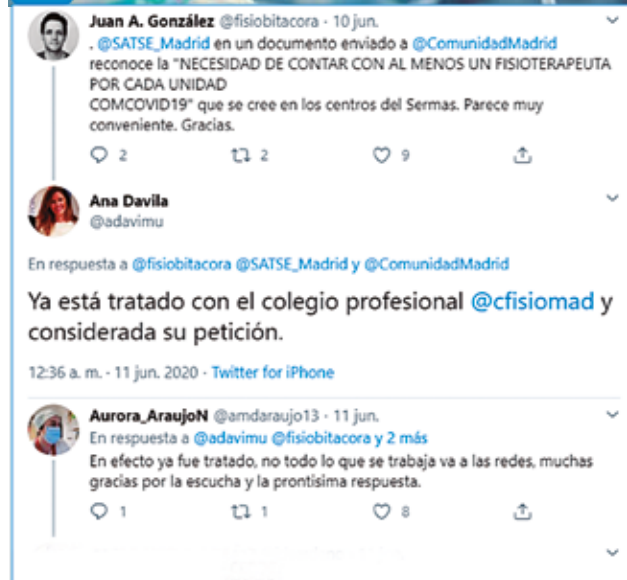 Juan A. González @fisiobitacora · 10 jun.
. @SATSE_Madrid en un documento enviado a @ComunidadMadrid
reconoce la "NECESIDAD DE CONTAR CON AL MENOS UN FISIOTERAPEUTA
POR CADA UNIDAD
COMCOVID19" que se cree en los centros del Sermas. Parece muy
conveniente. Gracias.
2 2 9
Ana Davila
@adavimu
En respuesta a @fisiobitacora @SATSE_Madrid y @ComunidadMadrid
Ya está tratado con el colegio profesional @cfisiomad y
considerada su petición.
12:36 a. m. · 11 jun. 2020 · Twitter for iPhone
Aurora_AraujoN @amdaraujo13 · 11 jun.
En respuesta a @adavimu @fisiobitacora y 2 más
En efecto ya fue tratado, no todo lo que se trabaja va a las redes, muchas
gracias por la escucha y la prontisima respuesta.
1 1 8